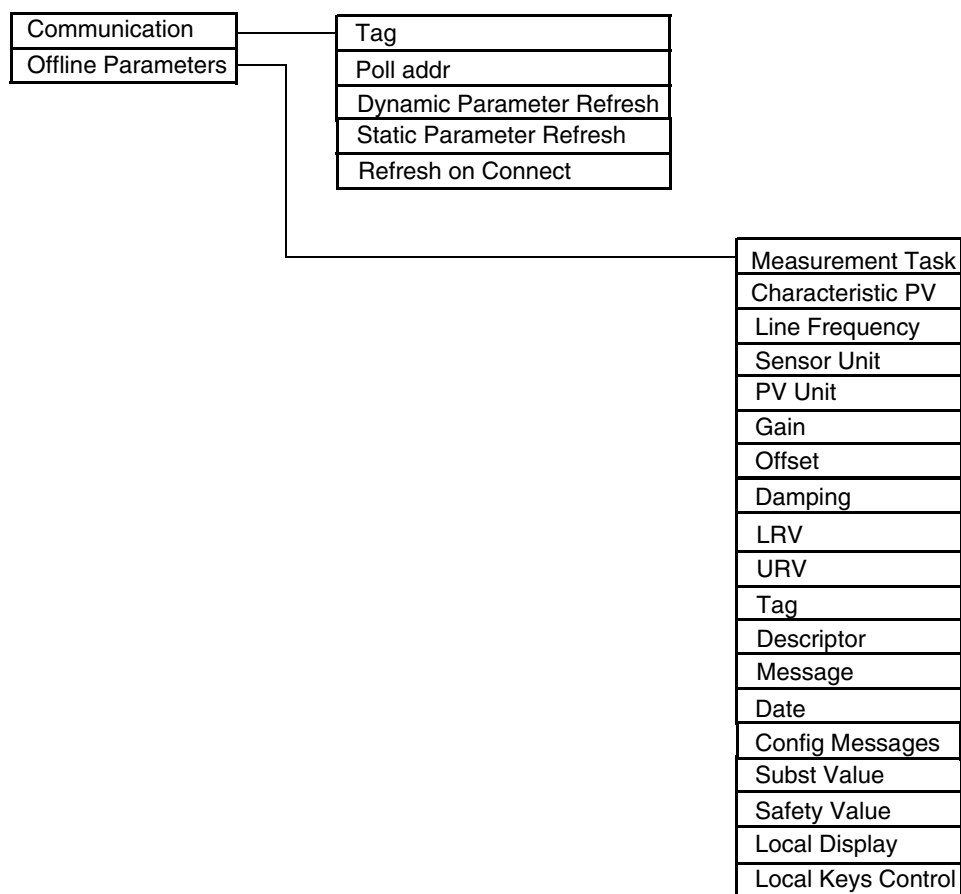 Communication
Offline Parameters
Tag
Poll addr
Dynamic Parameter Refresh
Static Parameter Refresh
Refresh on Connect
Measurement Task
Characteristic PV
Line Frequency
Sensor Unit
PV Unit
Gain
Offset
Damping
LRV
URV
Tag
Descriptor
Message
Date
Config Messages
Subst Value
Safety Value
Local Display
Local Keys Control